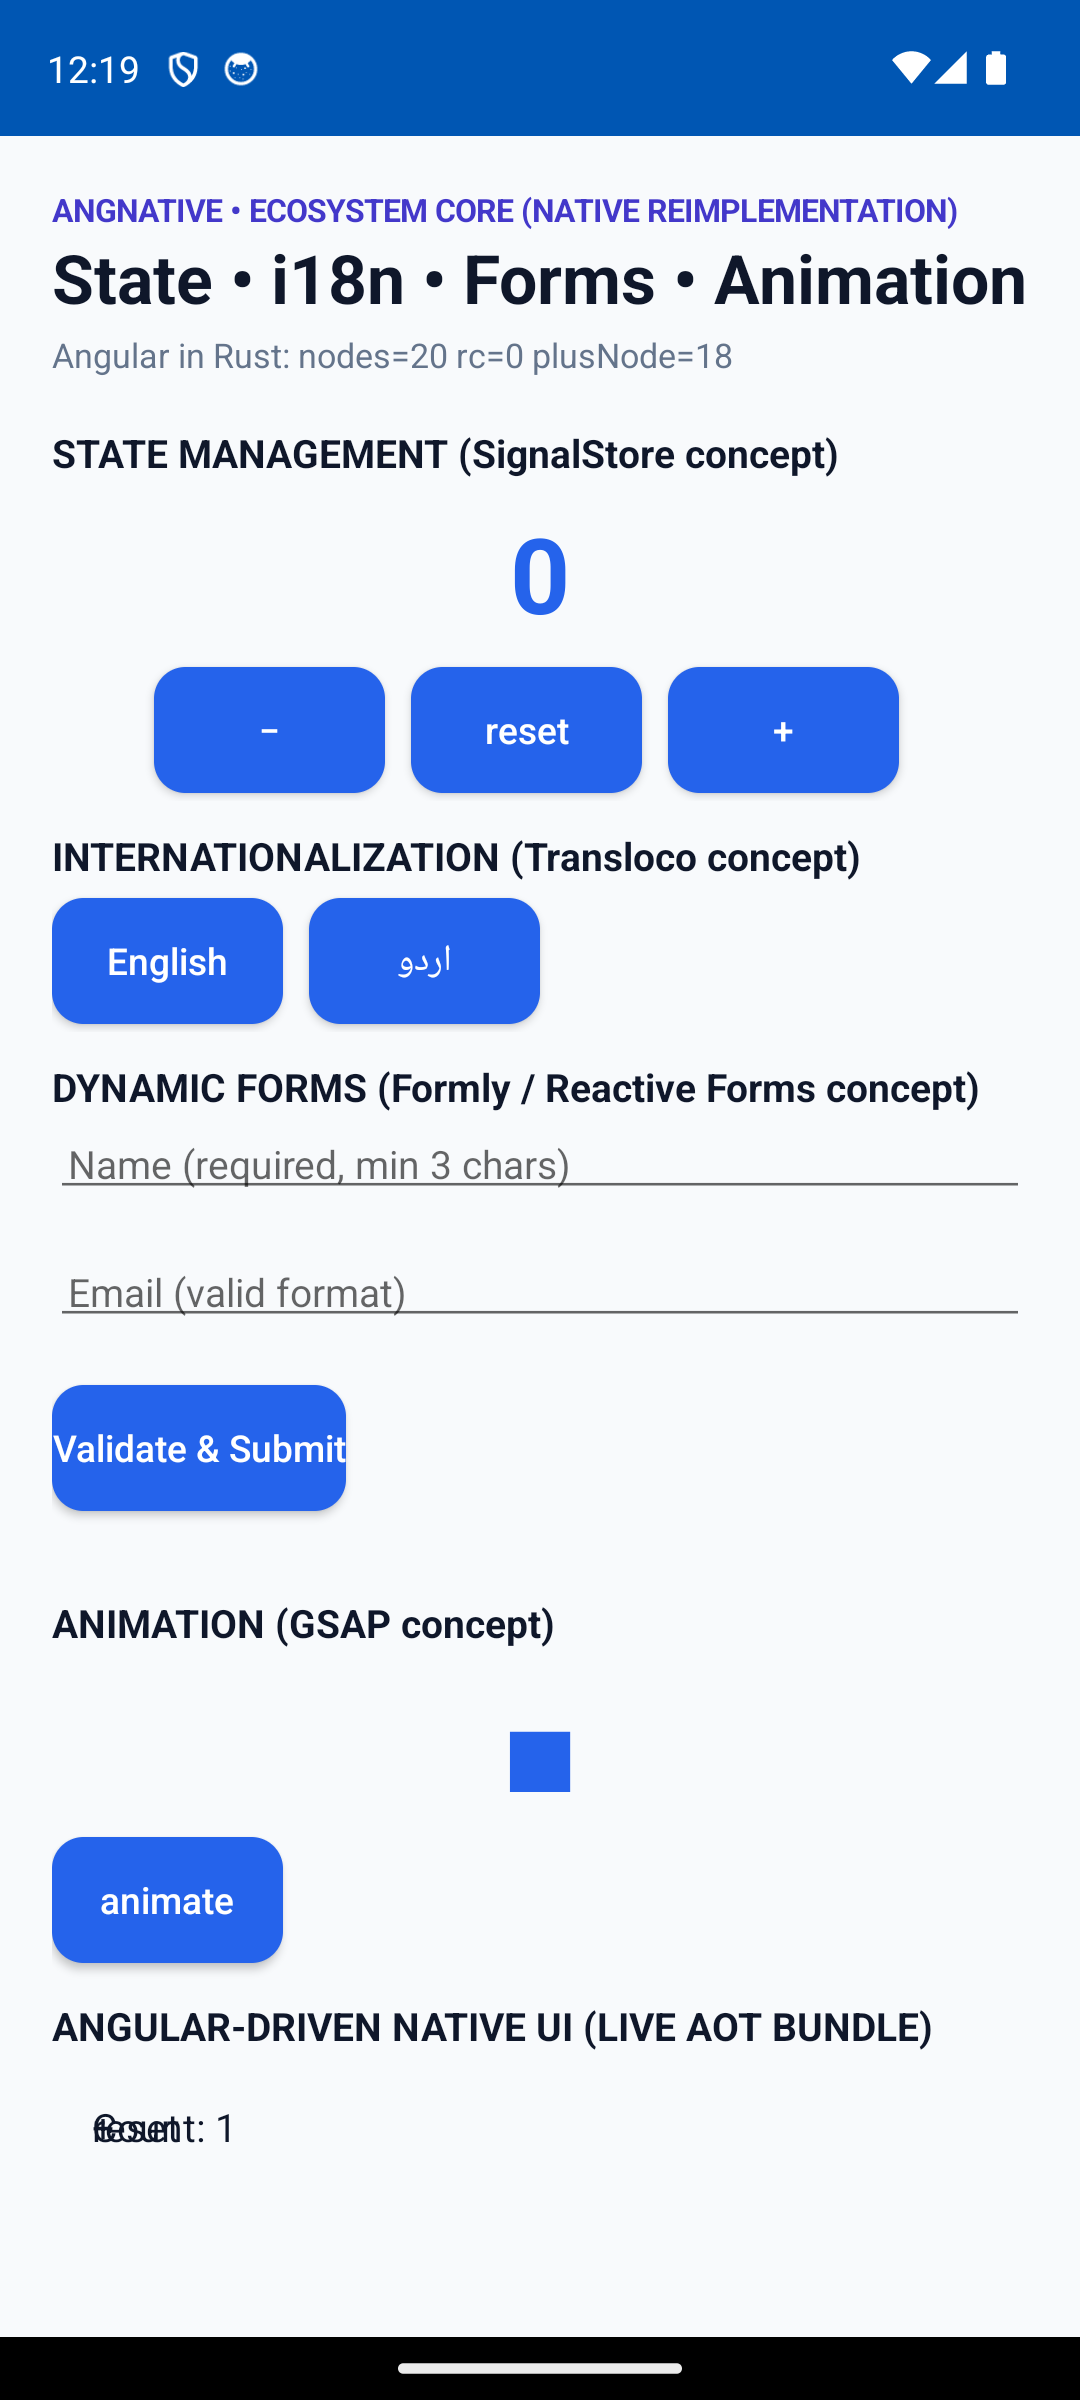 12:19
ANGNATIVE • ECOSYSTEM CORE (NATIVE REIMPLEMENTATION)
State • i18n • Forms • Animation
Angular in Rust: nodes=20 rc=0 plusNode=18
STATE MANAGEMENT (SignalStore concept)
0
− reset +
INTERNATIONALIZATION (Transloco concept)
English اردو
DYNAMIC FORMS (Formly / Reactive Forms concept)
Name (required, min 3 chars)
Email (valid format)
Validate & Submit
ANIMATION (GSAP concept)
animate
ANGULAR-DRIVEN NATIVE UI (LIVE AOT BUNDLE)
Count: 1